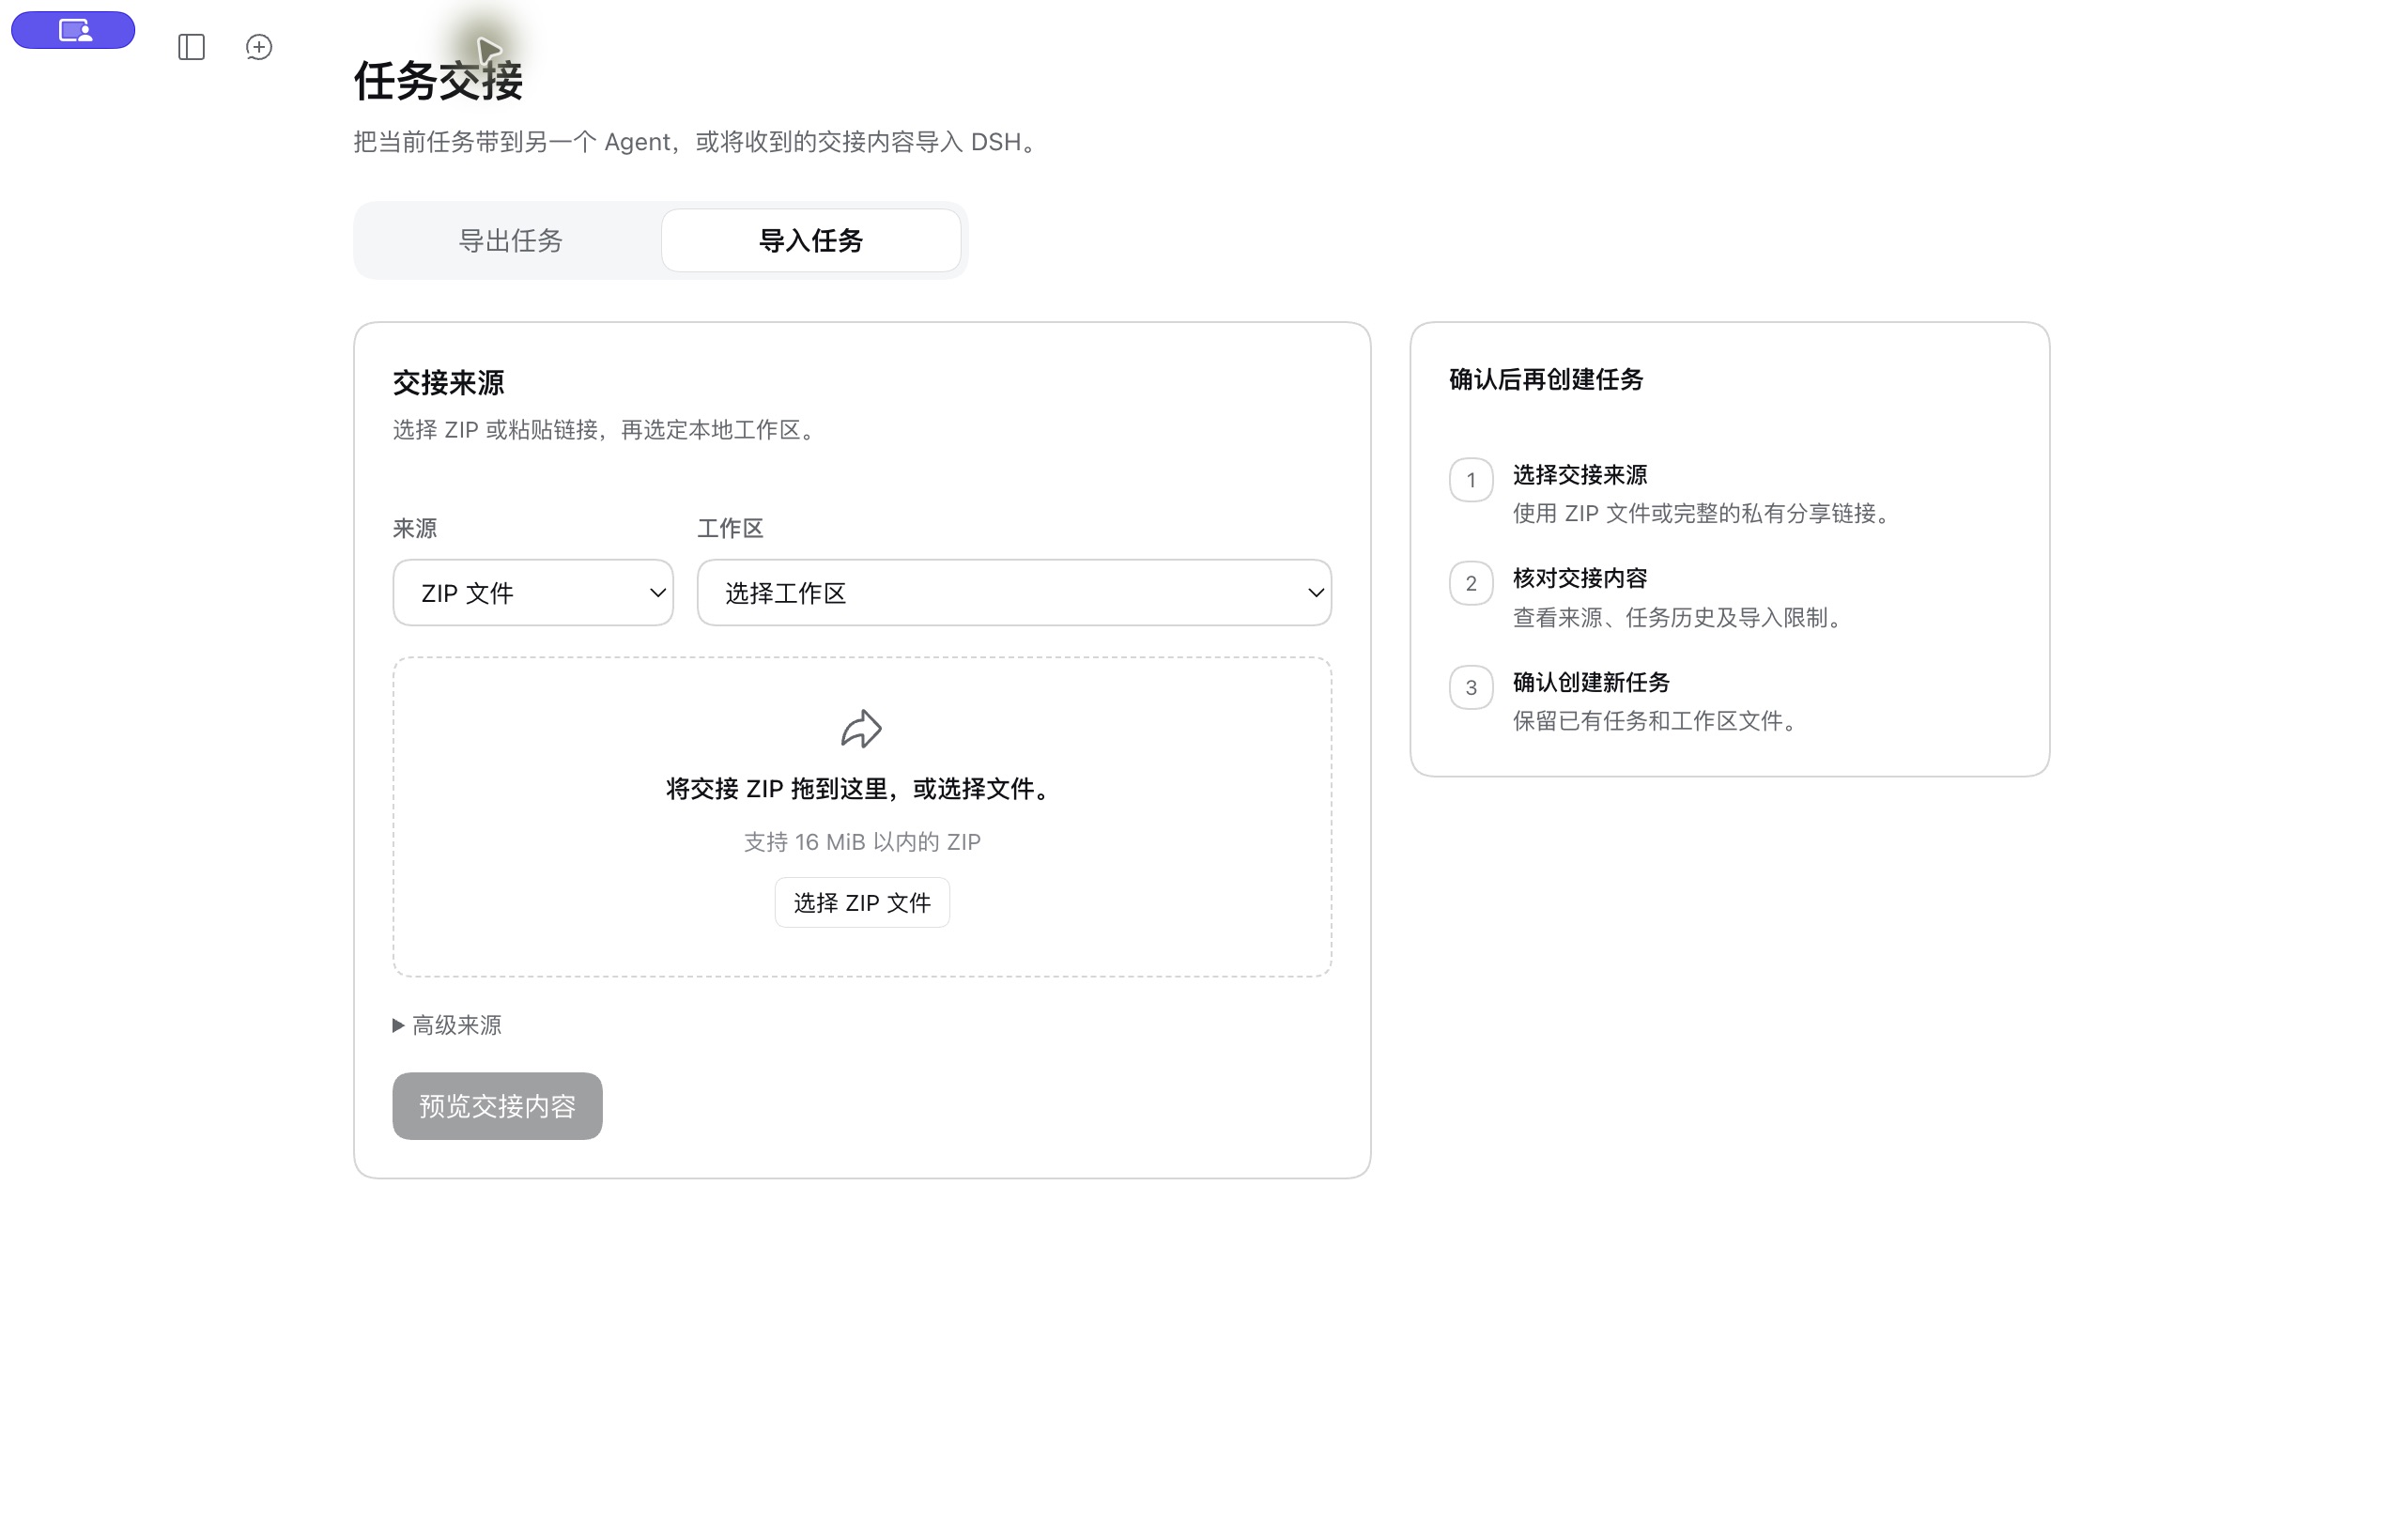 任务交接
把当前任务带到另一个 Agent，或将收到的交接内容导入 DSH。
导出任务
导入任务
交接来源
选择 ZIP 或粘贴链接，再选定本地工作区。
来源
工作区
ZIP 文件
选择工作区
将交接 ZIP 拖到这里，或选择文件。
支持 16 MiB 以内的 ZIP
选择 ZIP 文件
高级来源
预览交接内容
确认后再创建任务
1
选择交接来源
使用 ZIP 文件或完整的私有分享链接。
2
核对交接内容
查看来源、任务历史及导入限制。
3
确认创建新任务
保留已有任务和工作区文件。